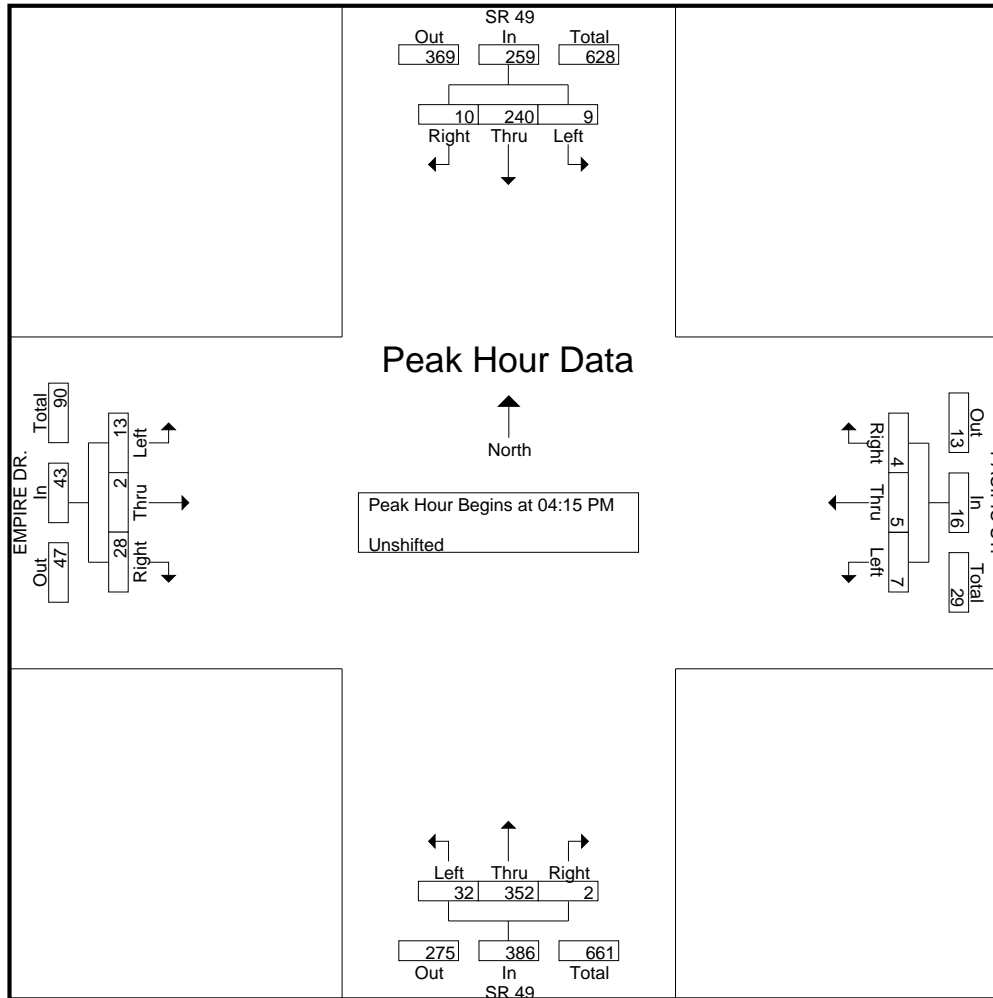 SR 49
Out In Total
369 259 628
10 240 9
Right Thru Left
Peak Hour Data
North
Peak Hour Begins at 04:15 PM
Unshifted
EMPIRE DR.
Total In Out
90 43 47
13 2 28
Left Thru Right
Right Thru Left
4 5 7
Out In Total
13 16 29
Left Thru Right
32 352 2
275 386 661
Out In Total
SR 49